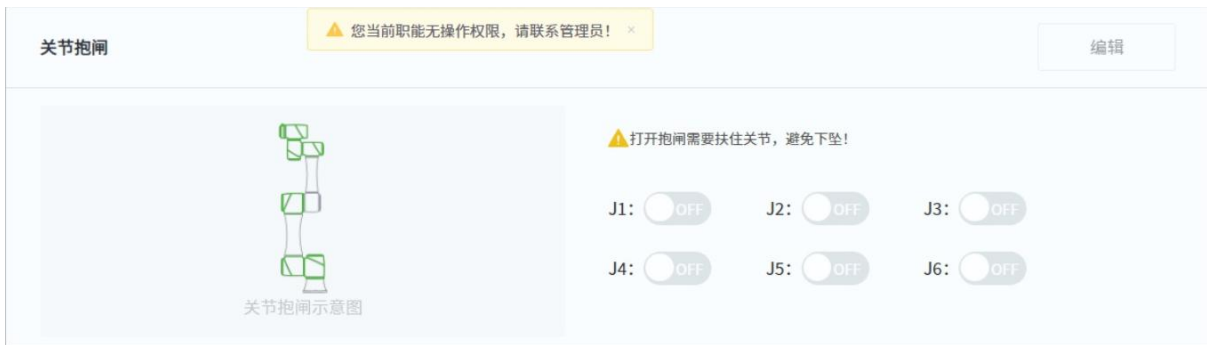 您当前职能无操作权限，请联系管理员！ ×
关节抱闸
编辑
打开抱闸需要扶住关节，避免下坠！
J1： OFF J2： OFF J3： OFF
J4： OFF J5： OFF J6： OFF
关节抱闸示意图